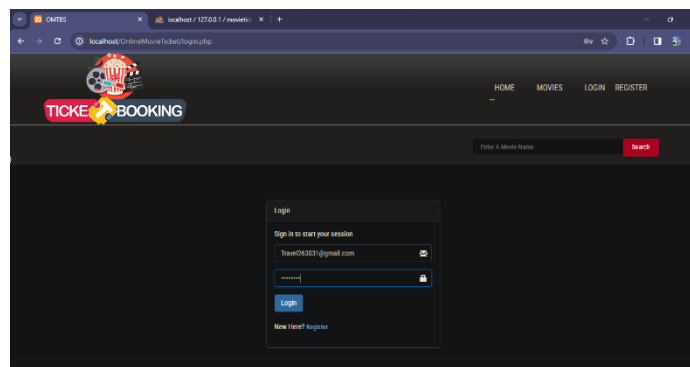 OMTBS
localhost / 127.0.0.1 / movietic
localhost/OnlineMovieTicket/login.php
TICKE BOOKING
HOME MOVIES LOGIN REGISTER
Enter A Movie Name Search
Login
Sign in to start your session
Travel263031@gmail.com
Login
New Here? Register